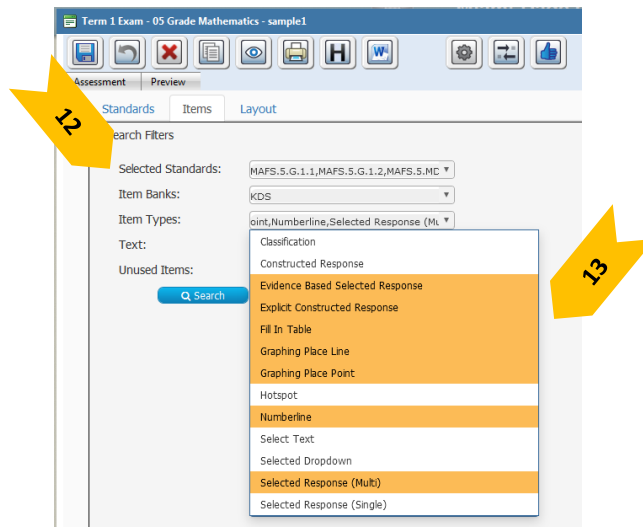 Term 1 Exam - 05 Grade Mathematics - sample1
H W
Assessment Preview
12
Standards Items Layout
earch Filters
Selected Standards: MAFS.5.G.1.1,MAFS.5.G.1.2,MAFS.5.MD
Item Banks: KDS
Item Types: oint,Numberline,Selected Response (Mu
Text:
Unused Items:
Search
Classification
Constructed Response
Evidence Based Selected Response
Explicit Constructed Response
Fill In Table
Graphing Place Line
Graphing Place Point
Hotspot
Numberline
Select Text
Selected Dropdown
Selected Response (Multi)
Selected Response (Single)
13